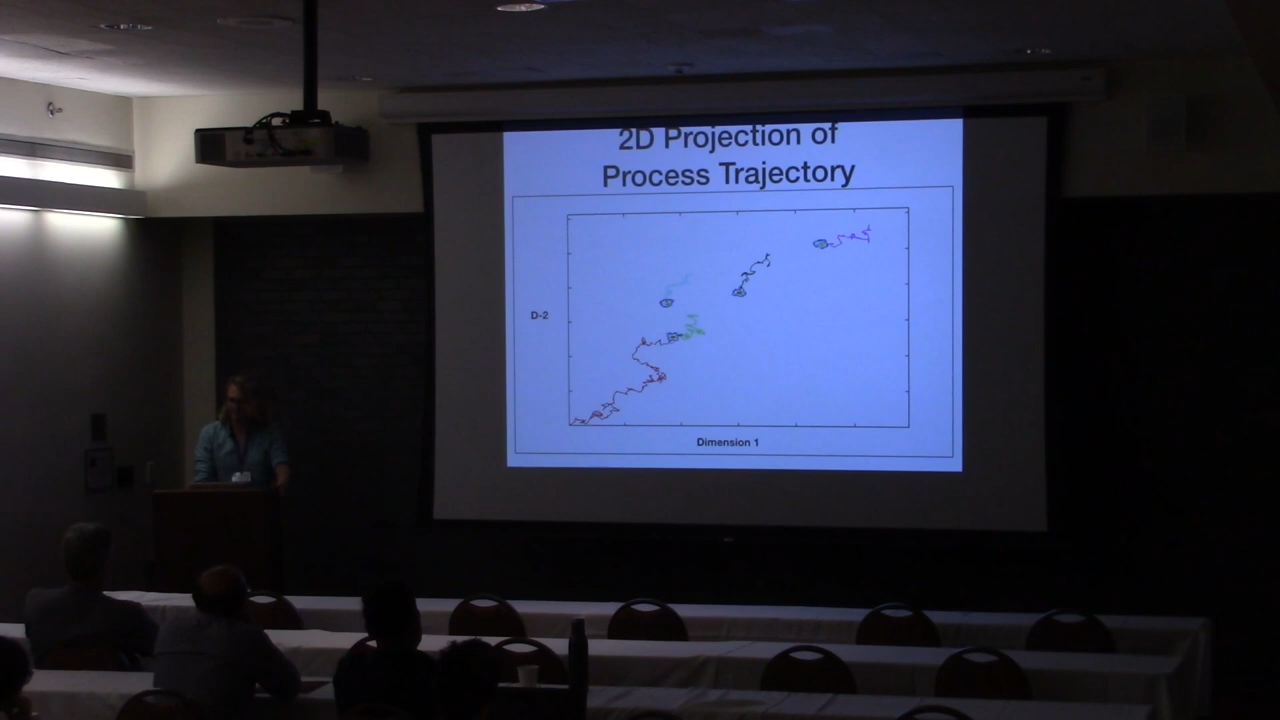 2D Projection of
Process Trajectory
D-2
Dimension 1